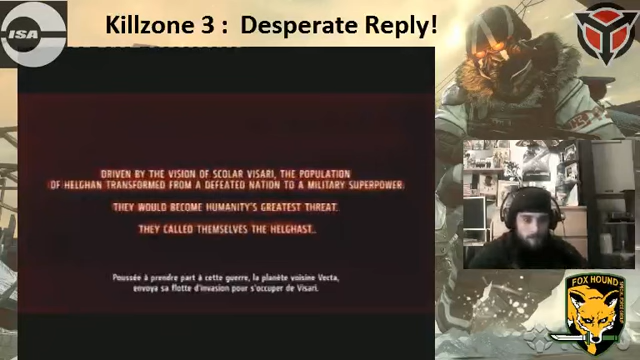 ISA
Killzone 3 : Desperate Reply!
DRIVEN BY THE VISION OF SCOLAR VISARI, THE POPULATION
OF HELGHAN TRANSFORMED FROM A DEFEATED NATION TO A MILITARY SUPERPOWER.
THEY WOULD BECOME HUMANITY'S GREATEST THREAT.
THEY CALLED THEMSELVES THE HELGHAST..
Poussée à prendre part à cette guerre, la planète voisine Vecta,
envoya sa flotte d'invasion pour s'occuper de Visari.
FOX HOUND